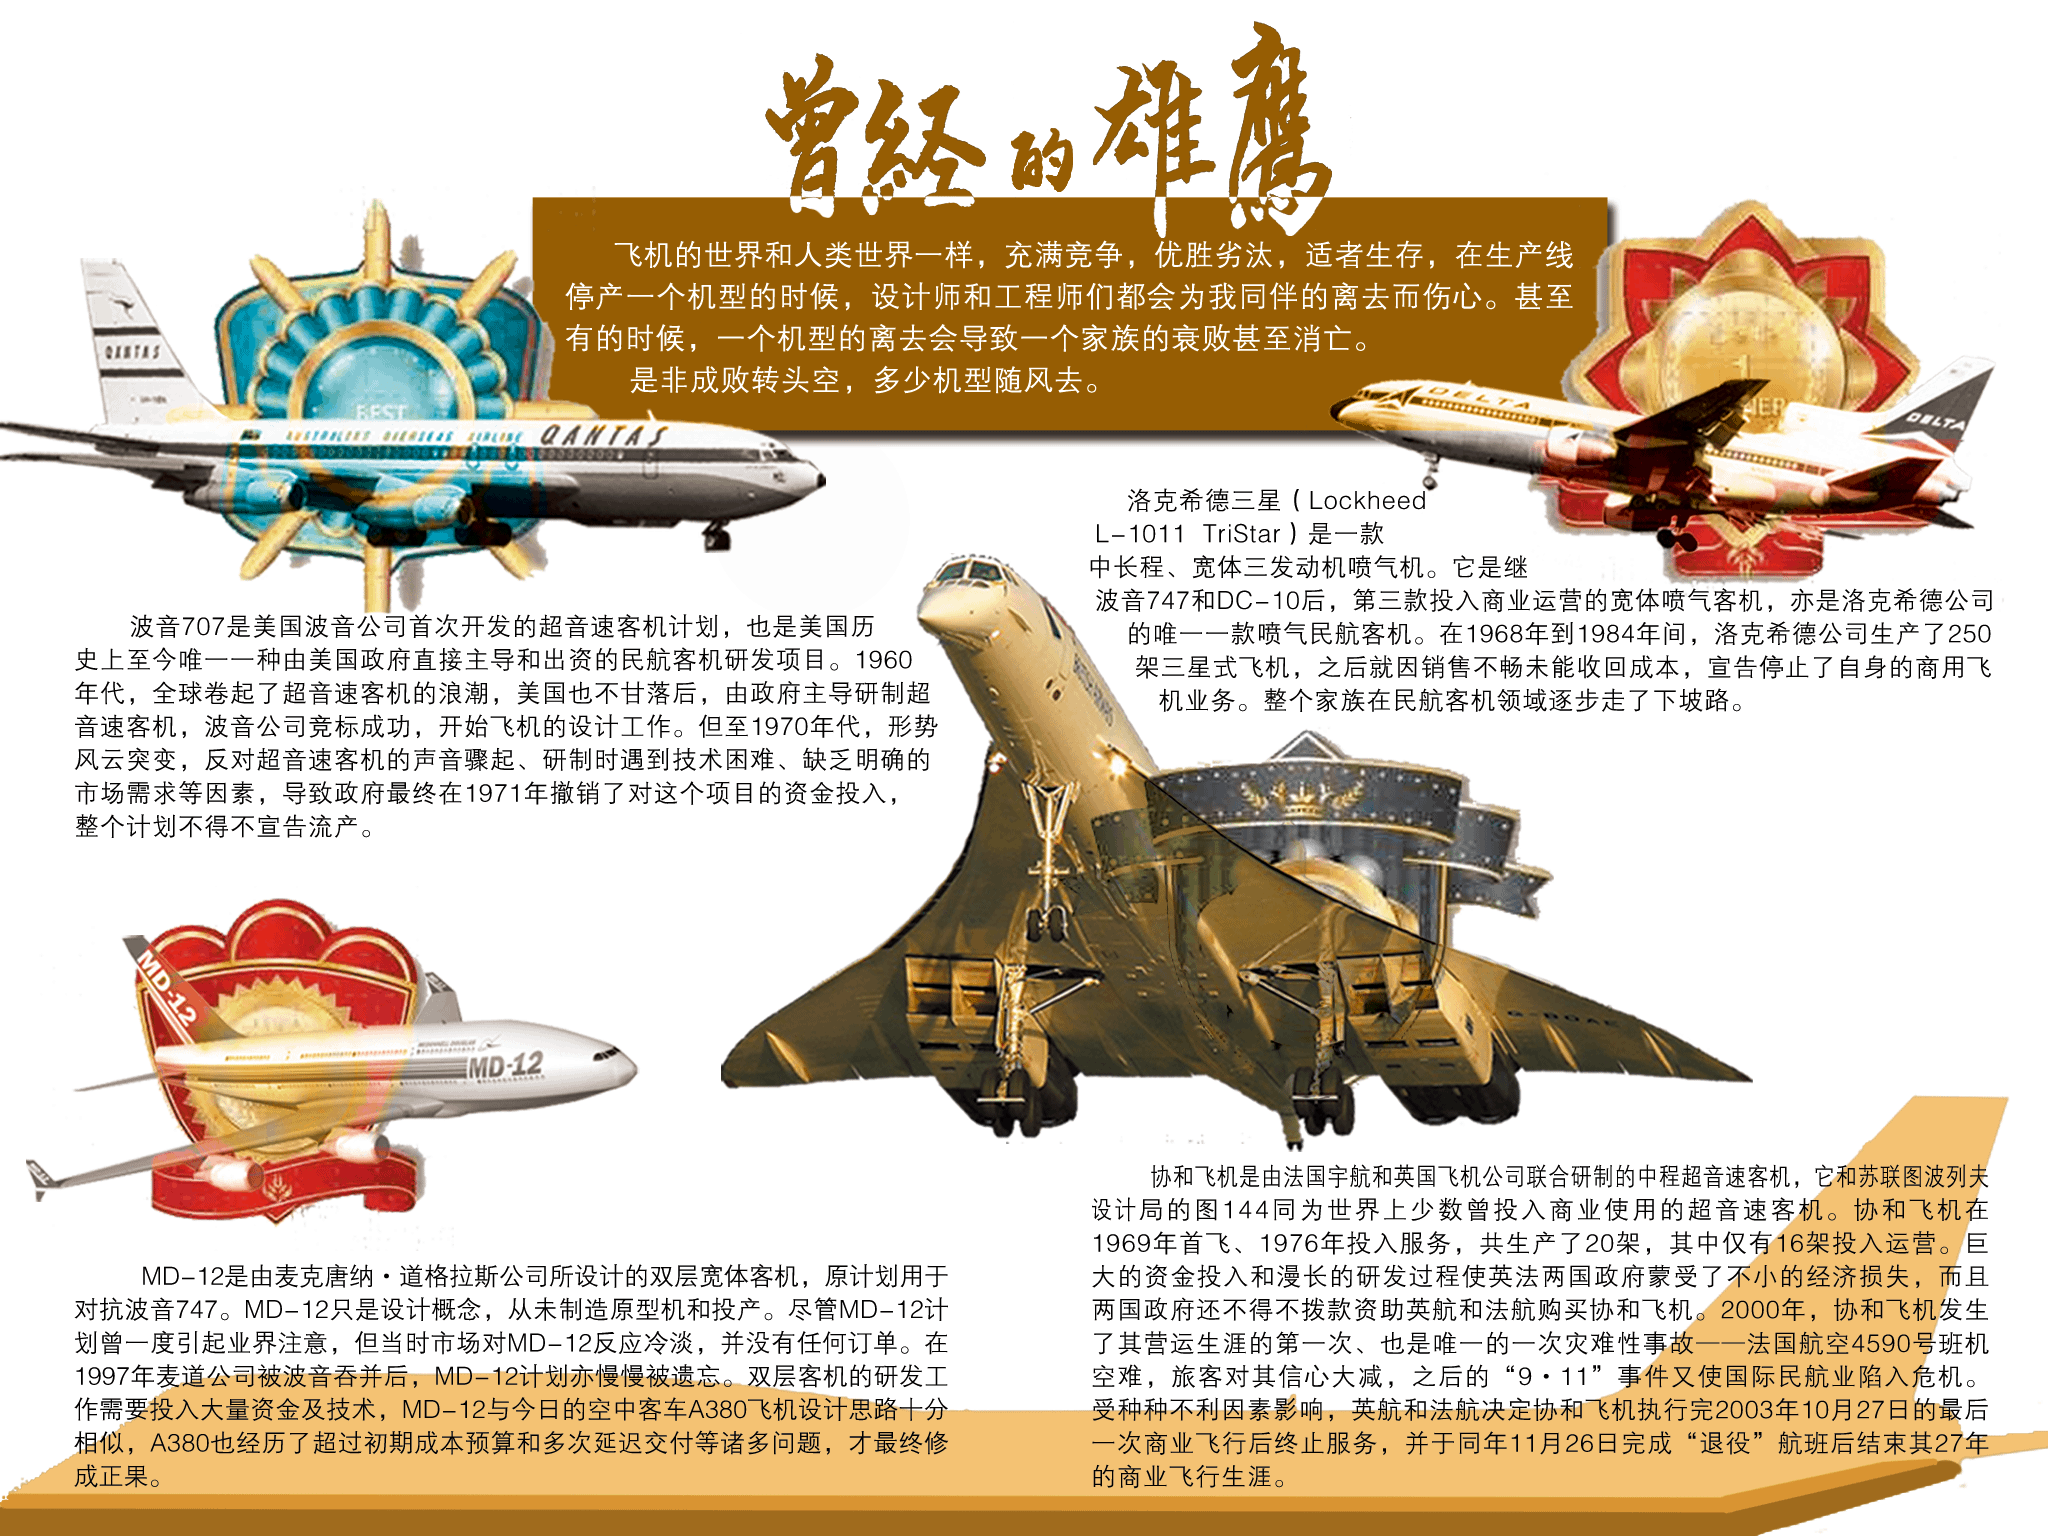 曾经的雄鹰
飞机的世界和人类世界一样，充满竞争，优胜劣汰，适者生存，在生产线
停产一个机型的时候，设计师和工程师们都会为我同伴的离去而伤心。甚至
有的时候，一个机型的离去会导致一个家族的衰败甚至消亡。
是非成败转头空，多少机型随风去。
QANTAS
BEST
QANTAS
DELTA
DELTA
洛克希德三星（Lockheed
L-1011 TriStar）是一款
中长程、宽体三发动机喷气机。它是继
波音747和DC-10后，第三款投入商业运营的宽体喷气客机，亦是洛克希德公司
的唯一一款喷气民航客机。在1968年到1984年间，洛克希德公司生产了250
架三星式飞机，之后就因销售不畅未能收回成本，宣告停止了自身的商用飞
机业务。整个家族在民航客机领域逐步走了下坡路。
波音707是美国波音公司首次开发的超音速客机计划，也是美国历
史上至今唯一一种由美国政府直接主导和出资的民航客机研发项目。1960
年代，全球卷起了超音速客机的浪潮，美国也不甘落后，由政府主导研制超
音速客机，波音公司竞标成功，开始飞机的设计工作。但至1970年代，形势
风云突变，反对超音速客机的声音骤起、研制时遇到技术困难、缺乏明确的
市场需求等因素，导致政府最终在1971年撤销了对这个项目的资金投入，
整个计划不得不宣告流产。
MD-12
MCDONNELL DOUGLAS
MD-12
G-BOAE
MD-12是由麦克唐纳·道格拉斯公司所设计的双层宽体客机，原计划用于
对抗波音747。MD-12只是设计概念，从未制造原型机和投产。尽管MD-12计
划曾一度引起业界注意，但当时市场对MD-12反应冷淡，并没有任何订单。在
1997年麦道公司被波音吞并后，MD-12计划亦慢慢被遗忘。双层客机的研发工
作需要投入大量资金及技术，MD-12与今日的空中客车A380飞机设计思路十分
相似，A380也经历了超过初期成本预算和多次延迟交付等诸多问题，才最终修
成正果。
协和飞机是由法国宇航和英国飞机公司联合研制的中程超音速客机，它和苏联图波列夫
设计局的图144同为世界上少数曾投入商业使用的超音速客机。协和飞机在
1969年首飞、1976年投入服务，共生产了20架，其中仅有16架投入运营。巨
大的资金投入和漫长的研发过程使英法两国政府蒙受了不小的经济损失，而且
两国政府还不得不拨款资助英航和法航购买协和飞机。2000年，协和飞机发生
了其营运生涯的第一次、也是唯一的一次灾难性事故——法国航空4590号班机
空难，旅客对其信心大减，之后的“9·11”事件又使国际民航业陷入危机。
受种种不利因素影响，英航和法航决定协和飞机执行完2003年10月27日的最后
一次商业飞行后终止服务，并于同年11月26日完成“退役”航班后结束其27年
的商业飞行生涯。